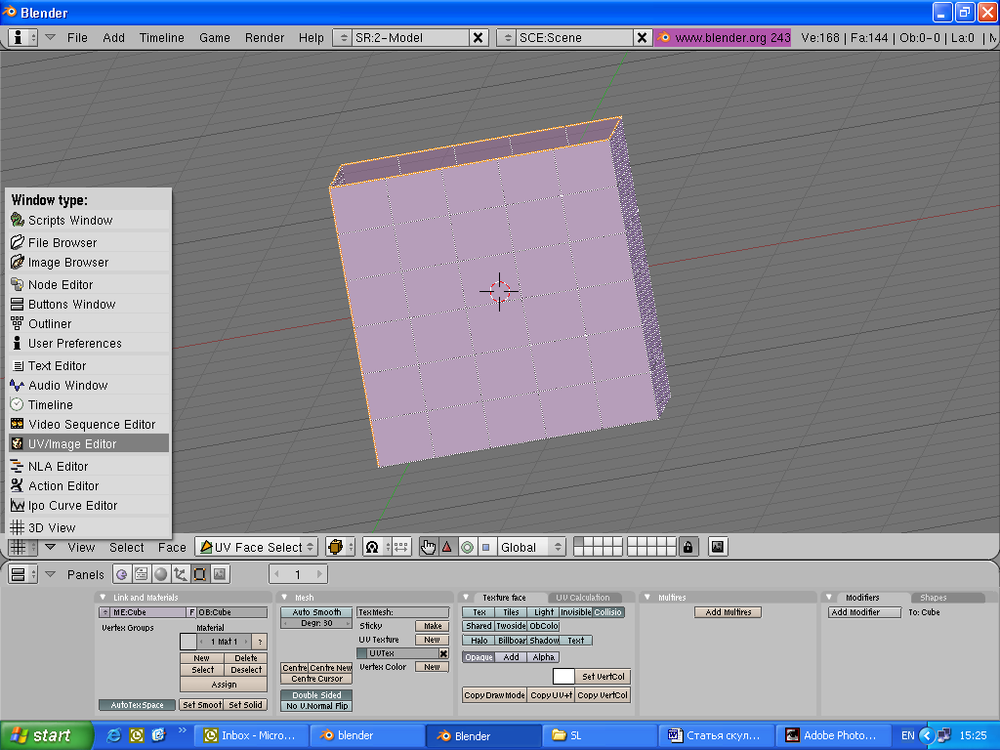 Blender
File Add Timeline Game Render Help SR:2-Model SCE:Scene www.blender.org 243 Ve:168 | Fa:144 | Ob:0-0 | La:0 |
Window type:
Scripts Window
File Browser
Image Browser
Node Editor
Buttons Window
Outliner
User Preferences
Text Editor
Audio Window
Timeline
Video Sequence Editor
UV/Image Editor
NLA Editor
Action Editor
Ipo Curve Editor
3D View
View Select Face UV Face Select Global
Panels 1
Link and Materials
ME:Cube F OB:Cube
Vertex Groups Material
1 Mat 1 ?
New Delete
Select Deselect
Assign
AutoTexSpace Set Smoot Set Solid
Mesh
Auto Smooth
Degr: 30
TexMesh:
Sticky Make
UV Texture New
UVTex
Vertex Color New
Centre Centre New
Centre Cursor
Double Sided
No V.Normal Flip
Texture face UV Calculation
Tex Tiles Light Invisible Collisio
Shared Twoside ObColo
Halo Billboar Shadow Text
Opaque Add Alpha
Set VertCol
Copy DrawMode Copy UV+t Copy VertCol
Multires
Add Multires
Modifiers Shapes
Add Modifier To: Cube
start Inbox - Micro... blender Blender SL Статья скул... Adobe Photo... EN 15:25